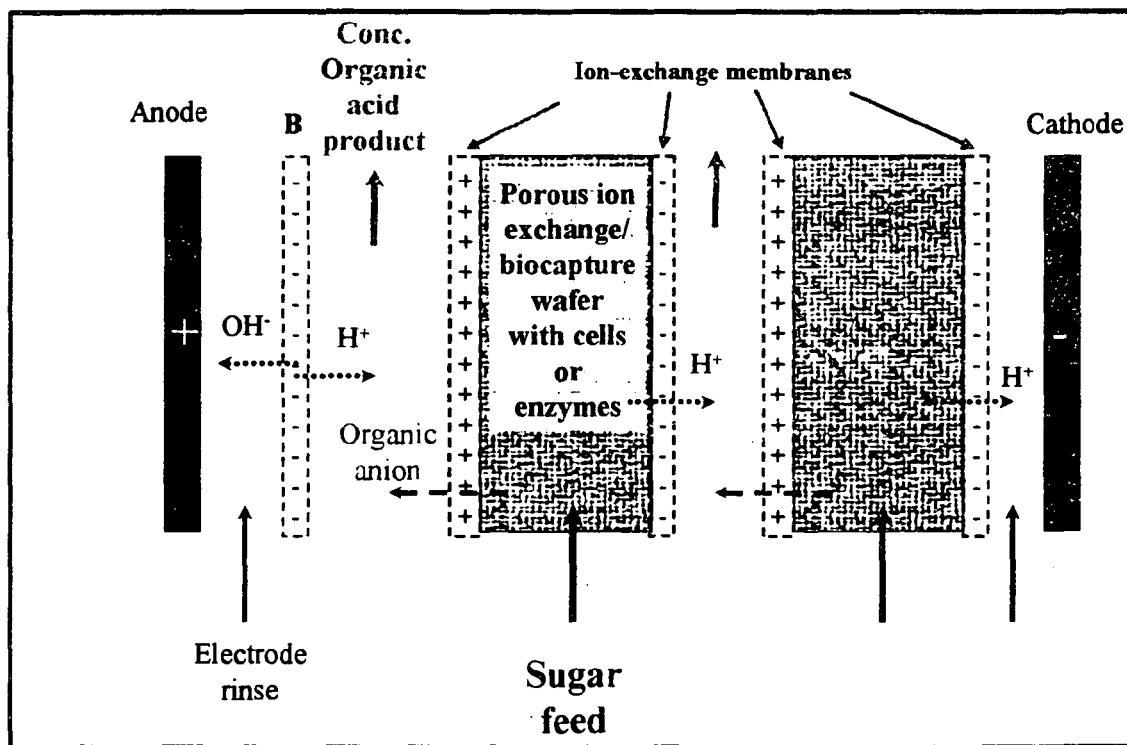 Conc.
Organic
acid
product
Ion-exchange membranes
Anode
B
Cathode
Porous ion
exchange/
biocapture
wafer
with cells
or
enzymes
+
OH-
H+
H+
-
H+
Organic
anion
Electrode
rinse
Sugar
feed